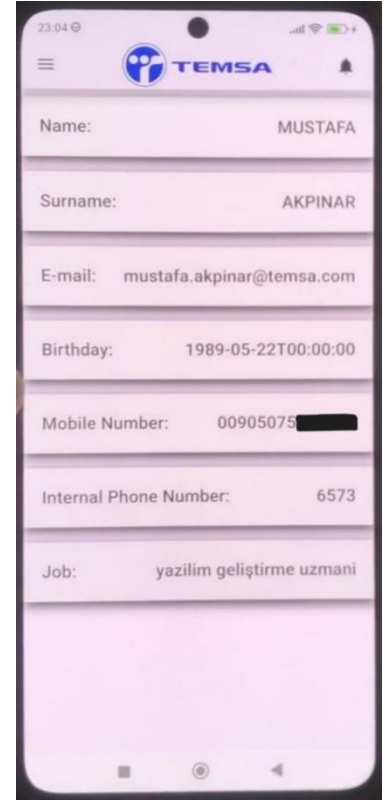 23:04
TEMSA
Name: MUSTAFA
Surname: AKPINAR
E-mail: mustafa.akpinar@temsa.com
Birthday: 1989-05-22T00:00:00
Mobile Number: 00905075
Internal Phone Number: 6573
Job: yazilim geliştirme uzmani